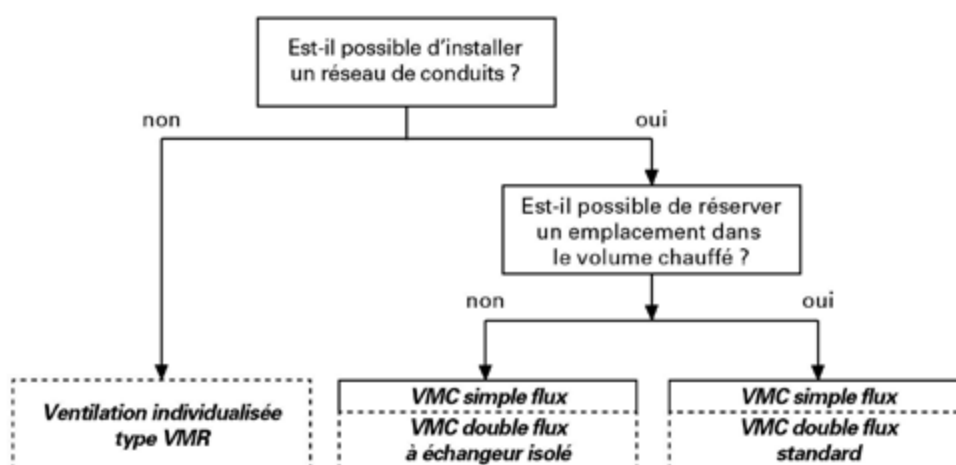 Est-il possible d'installer
un réseau de conduits ?
non
oui
Est-il possible de réserver
un emplacement dans
le volume chauffé ?
non
oui
Ventilation individualisée
type VMR
VMC simple flux
VMC double flux
à échangeur isolé
VMC simple flux
VMC double flux
standard